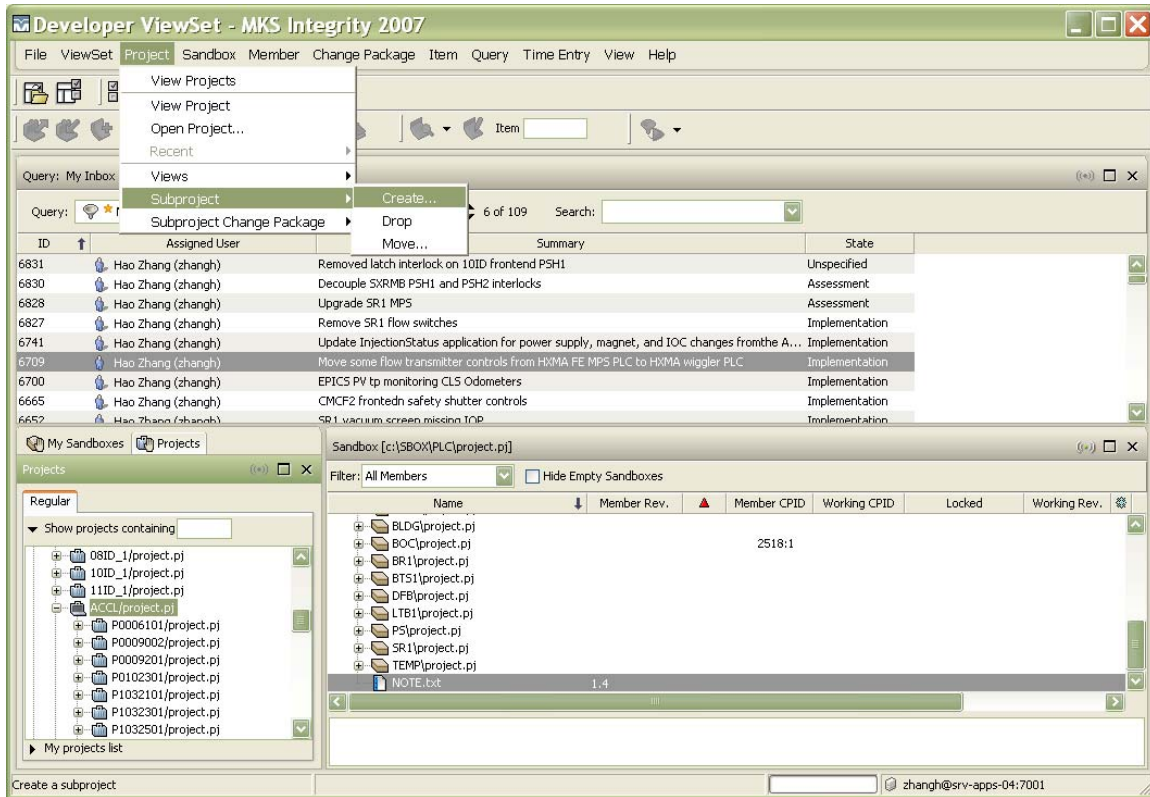 Developer ViewSet - MKS Integrity 2007
File ViewSet Project Sandbox Member Change Package Item Query Time Entry View Help
View Projects
View Project
Open Project...
Recent
Views
Subproject
Subproject Change Package
Create...
Drop
Move...
Item
Query: My Inbox
Query: 6 of 109 Search:
ID Assigned User Summary State
6831 Hao Zhang (zhangh) Removed latch interlock on 10ID frontend PSH1 Unspecified
6830 Hao Zhang (zhangh) Decouple SXRMB PSH1 and PSH2 interlocks Assessment
6828 Hao Zhang (zhangh) Upgrade SR1 MPS Assessment
6827 Hao Zhang (zhangh) Remove SR1 flow switches Implementation
6741 Hao Zhang (zhangh) Update InjectionStatus application for power supply, magnet, and IOC changes fromthe A... Implementation
6709 Hao Zhang (zhangh) Move some flow transmitter controls from HXMA FE MPS PLC to HXMA wiggler PLC Implementation
6700 Hao Zhang (zhangh) EPICS PV tp monitoring CLS Odometers Implementation
6665 Hao Zhang (zhangh) CMCF2 frontedn safety shutter controls Implementation
6652 Hao Zhang (zhangh) SR1 vacuum screen missing IOP Implementation
My Sandboxes Projects
Projects
Regular
Show projects containing
08ID_1/project.pj
10ID_1/project.pj
11ID_1/project.pj
ACCL/project.pj
P0006101/project.pj
P0009002/project.pj
P0009201/project.pj
P0102301/project.pj
P1032101/project.pj
P1032301/project.pj
P1032501/project.pj
My projects list
Sandbox [c:\SBOX\PLC\project.pj]
Filter: All Members Hide Empty Sandboxes
Name Member Rev. Member CPID Working CPID Locked Working Rev.
BLDG\project.pj
BOC\project.pj 2518:1
BR1\project.pj
BTS1\project.pj
DFB\project.pj
LTB1\project.pj
PS\project.pj
SR1\project.pj
TEMP\project.pj
NOTE.txt 1.4
Create a subproject
zhangh@srv-apps-04:7001